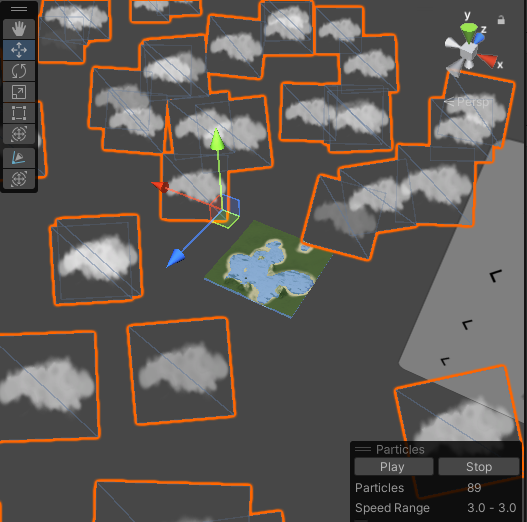 y
z
x
Persp
Particles
Play Stop
Particles 89
Speed Range 3.0 - 3.0